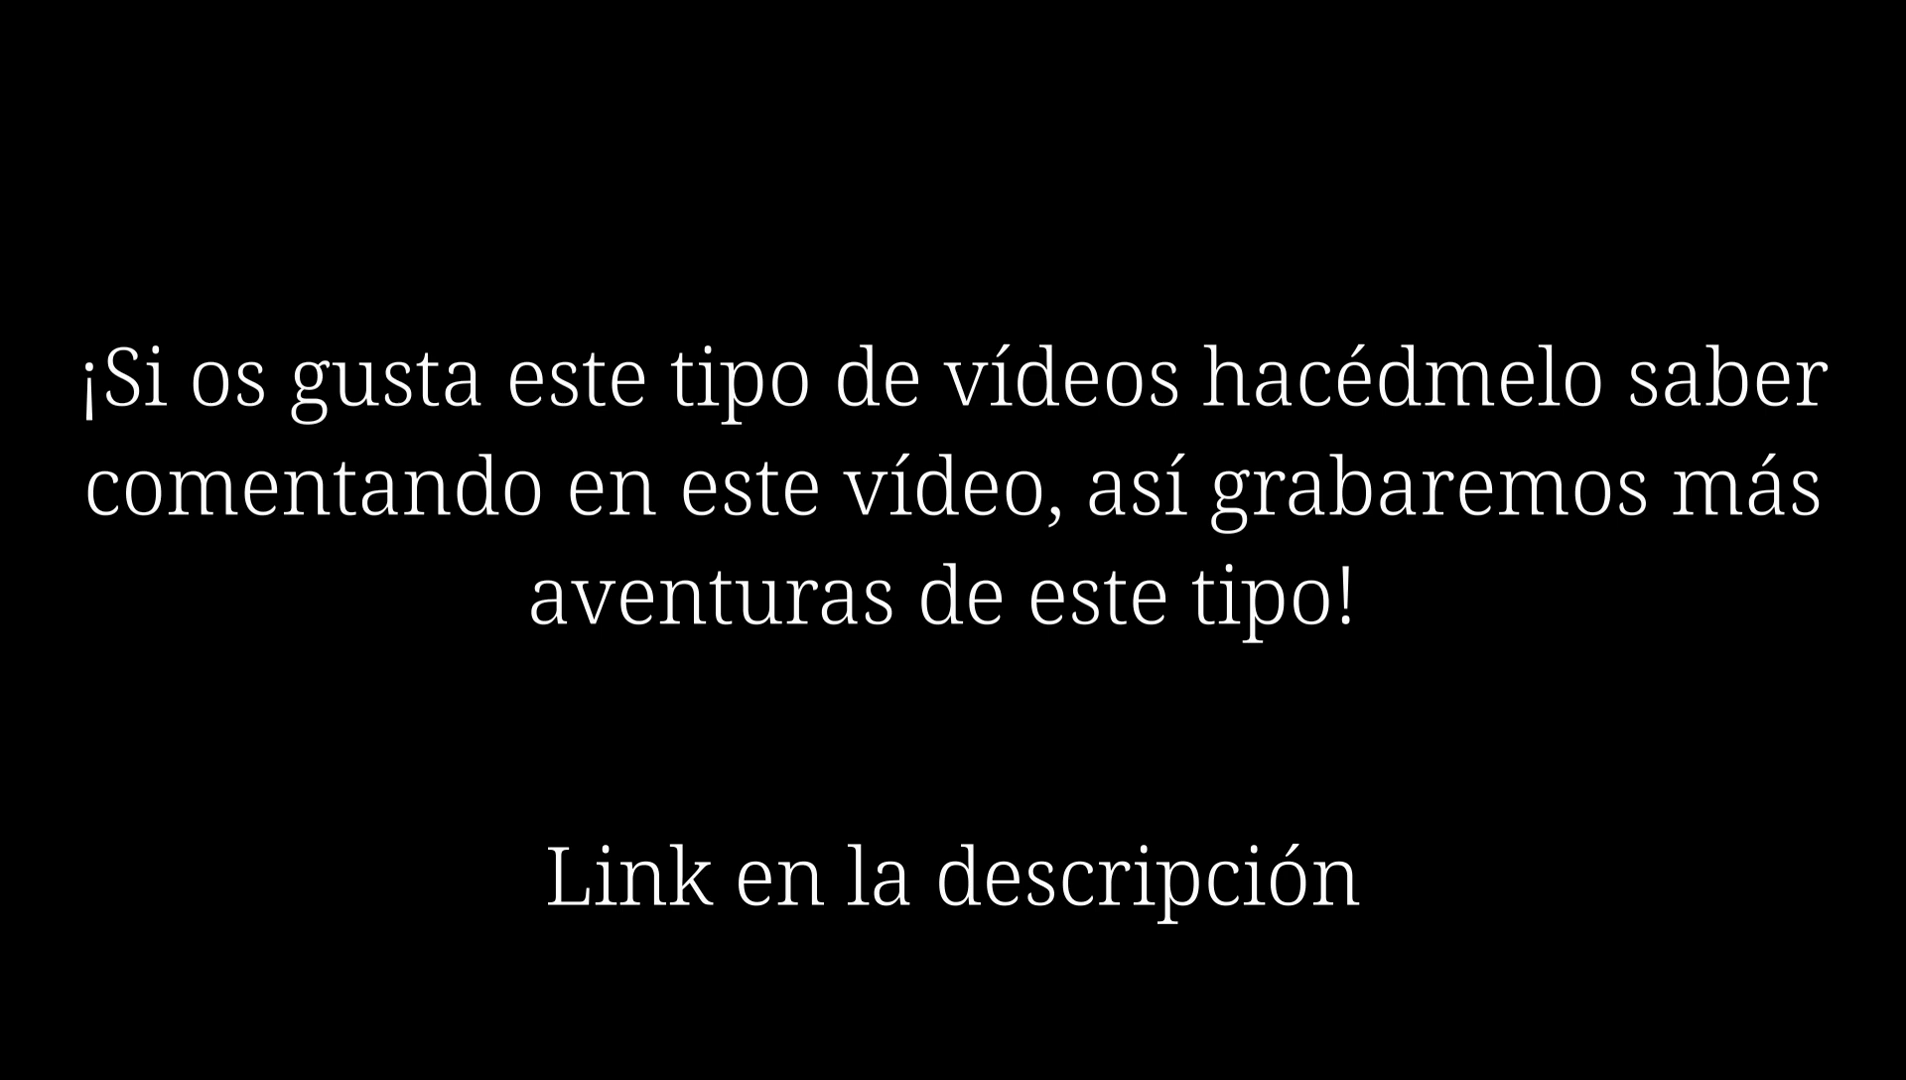 ¡Si os gusta este tipo de vídeos hacédmelo saber
comentando en este vídeo, así grabaremos más
aventuras de este tipo!
Link en la descripción